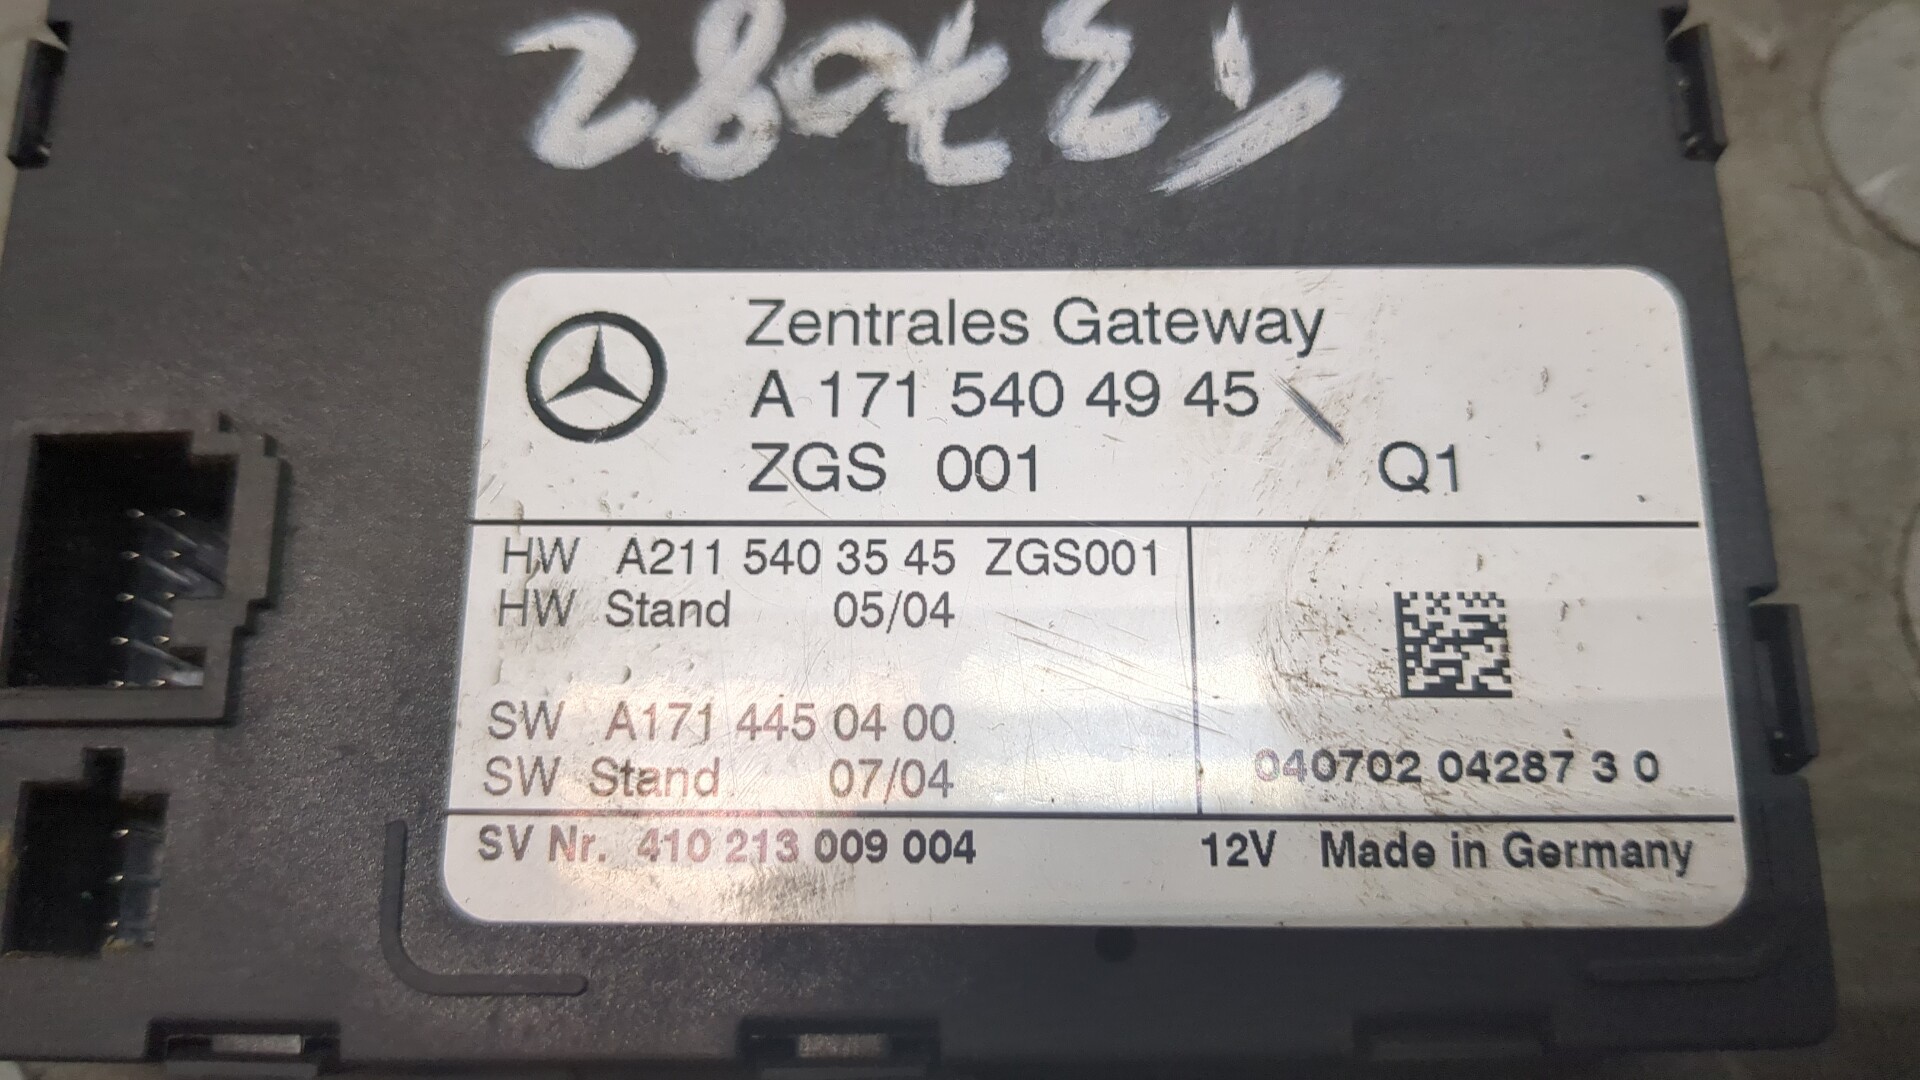 Zentrales Gateway
A 171 540 49 45
ZGS 001 Q1
HW A211 540 35 45 ZGS001
HW Stand 05/04
SW A171 445 04 00
SW Stand 07/04
040702 04287 3 0
SV Nr. 410 213 009 004 12V Made in Germany